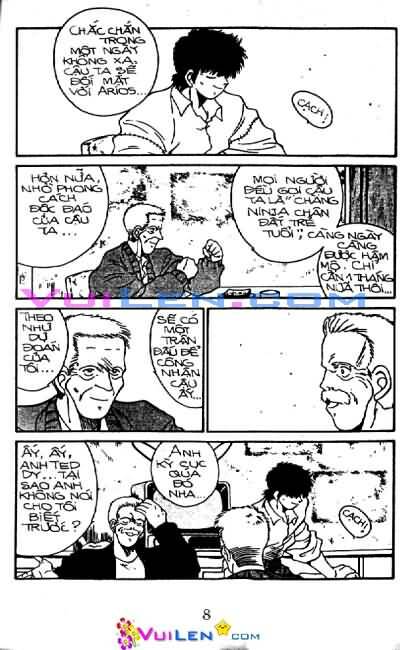 CHẮC CHẮN
TRONG
MỘT NGÀY
KHÔNG XA,
CẬU TA SẼ
ĐỐI MẶT
VỚI ARIOS...
CẠCH!
HƠN NỮA,
NHỜ PHONG
CÁCH
ĐỘC ĐÁO
CỦA CẬU
TA...
MỌI NGƯỜI
ĐỀU GỌI CẬU
TA LÀ "CHÀNG
NINJA CHÂN
ĐẤT TRẺ
TUỔI";
CÀNG NGÀY
CÀNG
ĐƯỢC HÂM
MỘ. CHỈ
CẦN 1 THÁNG
NỮA THÔI...
VUILEN.COM
THEO
NHƯ
DỰ
ĐOÁN
CỦA
TÔI...
SẼ CÓ
MỘT
TRẬN
ĐẤU ĐỂ
CÔNG
NHẬN
CẬU
ẤY...
ẤY, ẤY,
ANH TED
DY... TẠI
SAO ANH
KHÔNG NÓI
CHO TÔI
BIẾT
TRƯỚC?
ANH
KỲ CỤC
QUÁ
ĐÓ
NHA.
CẠCH!
8
VUILEN.COM